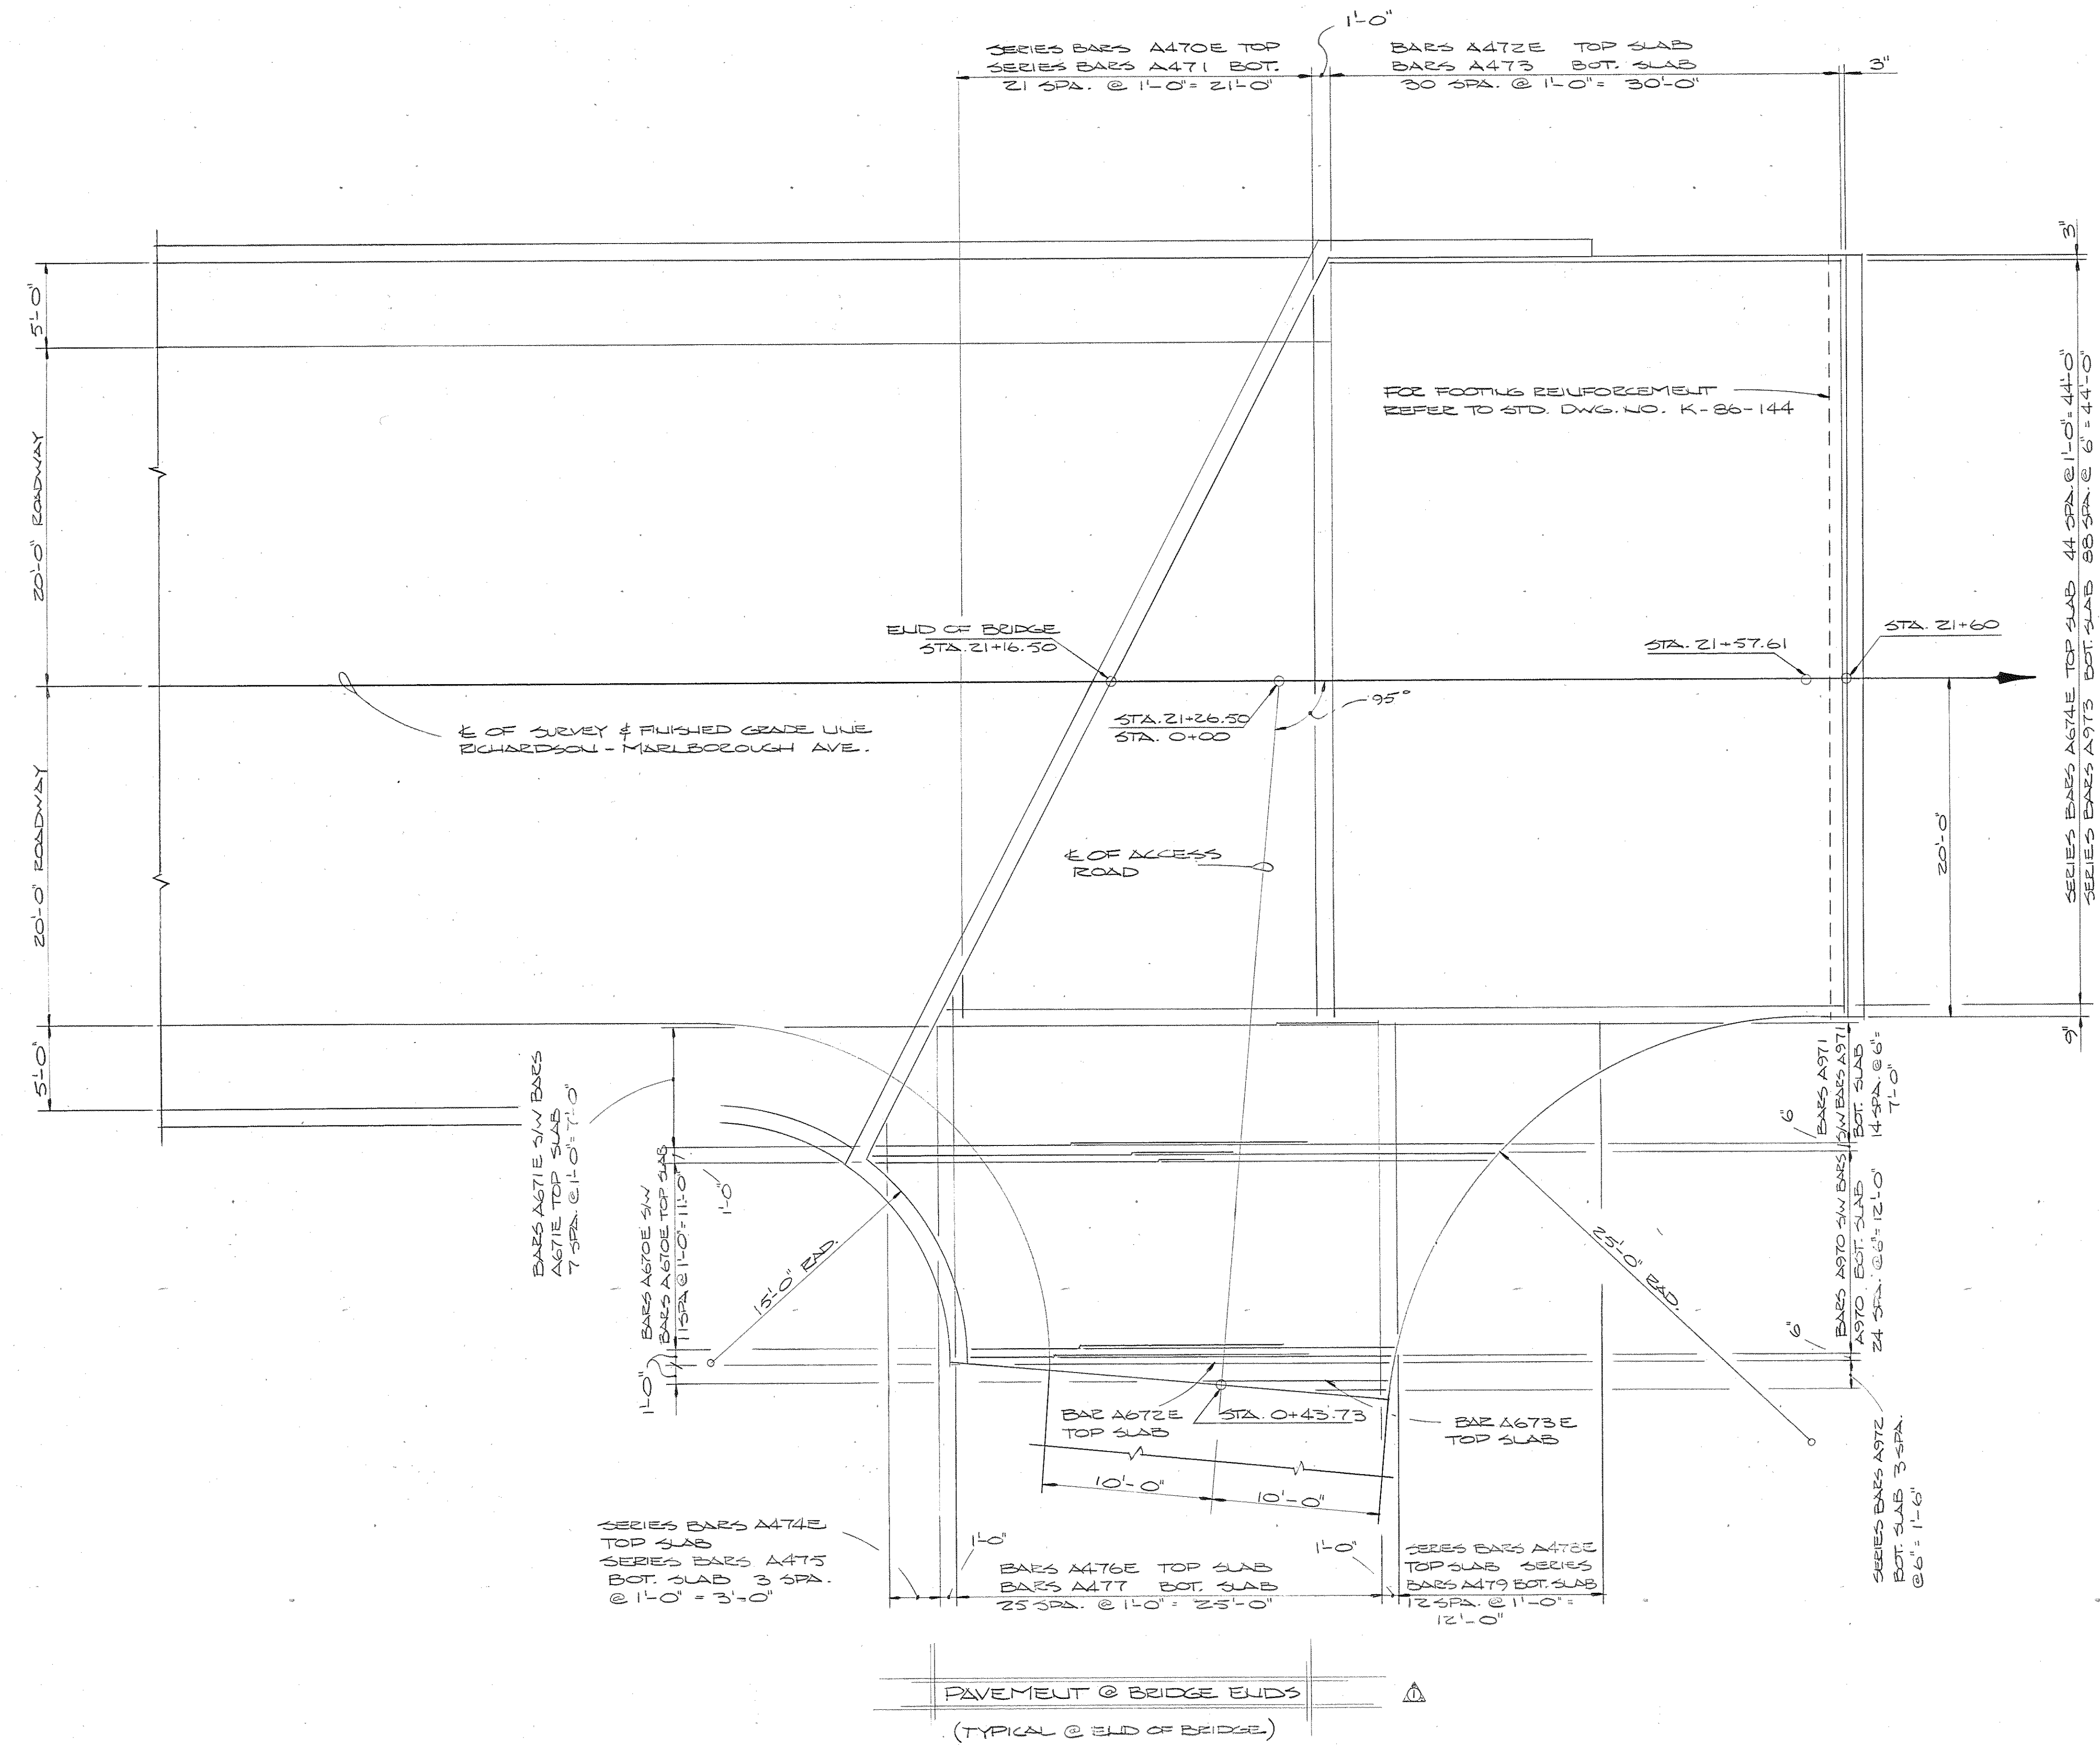 1'-0"
SERIES BARS A470E TOP
SERIES BARS A471 BOT.
21 SPA. @ 1'-0" = 21'-0"
BARS A472E TOP SLAB
BARS A473 BOT. SLAB
30 SPA. @ 1'-0" = 30'-0"
3"
3"
5'-0"
20'-0" ROADWAY
20'-0" ROADWAY
5'-0"
FOR FOOTING REINFORCEMENT
REFER TO STD. DWG. NO. K-86-144
SERIES BARS A674E TOP SLAB 44 SPA. @ 1'-0" = 44'-0"
SERIES BARS A973 BOT. SLAB 88 SPA. @ 6" = 44'-0"
END OF BRIDGE
STA. 21+16.50
STA. 21+57.61
STA. 21+60
95°
STA. 21+26.50
STA. 0+00
℄ OF SURVEY & FINISHED GRADE LINE
RICHARDSON - MARLBOROUGH AVE.
℄ OF ACCESS
ROAD
20'-0"
9"
BARS A671E S/W BARS
A671E TOP SLAB
7 SPA. @ 1'-0" = 7'-0"
1'-0"
BARS A670E S/W
BARS A670E TOP SLAB
11 SPA @ 1'-0" = 11'-0"
1'-0"
15'-0" RAD.
25'-0" RAD.
6"
BARS A971
S/W BARS A971
BOT. SLAB
14 SPA. @ 6" =
7'-0"
BARS A970 S/W BARS
A970 BOT. SLAB
24 SPA. @ 6" = 12'-0"
6"
SERIES BARS A972
BOT. SLAB 3 SPA.
@ 6" = 1'-6"
BAR A672E
TOP SLAB
STA. 0+43.73
BAR A673E
TOP SLAB
10'-0"
10'-0"
SERIES BARS A474E
TOP SLAB
SERIES BARS A475
BOT. SLAB 3 SPA.
@ 1'-0" = 3'-0"
1'-0"
BARS A476E TOP SLAB
BARS A477 BOT. SLAB
25 SPA. @ 1'-0" = 25'-0"
1'-0"
SERIES BARS A478E
TOP SLAB SERIES
BARS A479 BOT. SLAB
12 SPA. @ 1'-0" =
12'-0"
PAVEMENT @ BRIDGE ENDS
1
(TYPICAL @ END OF BRIDGE)